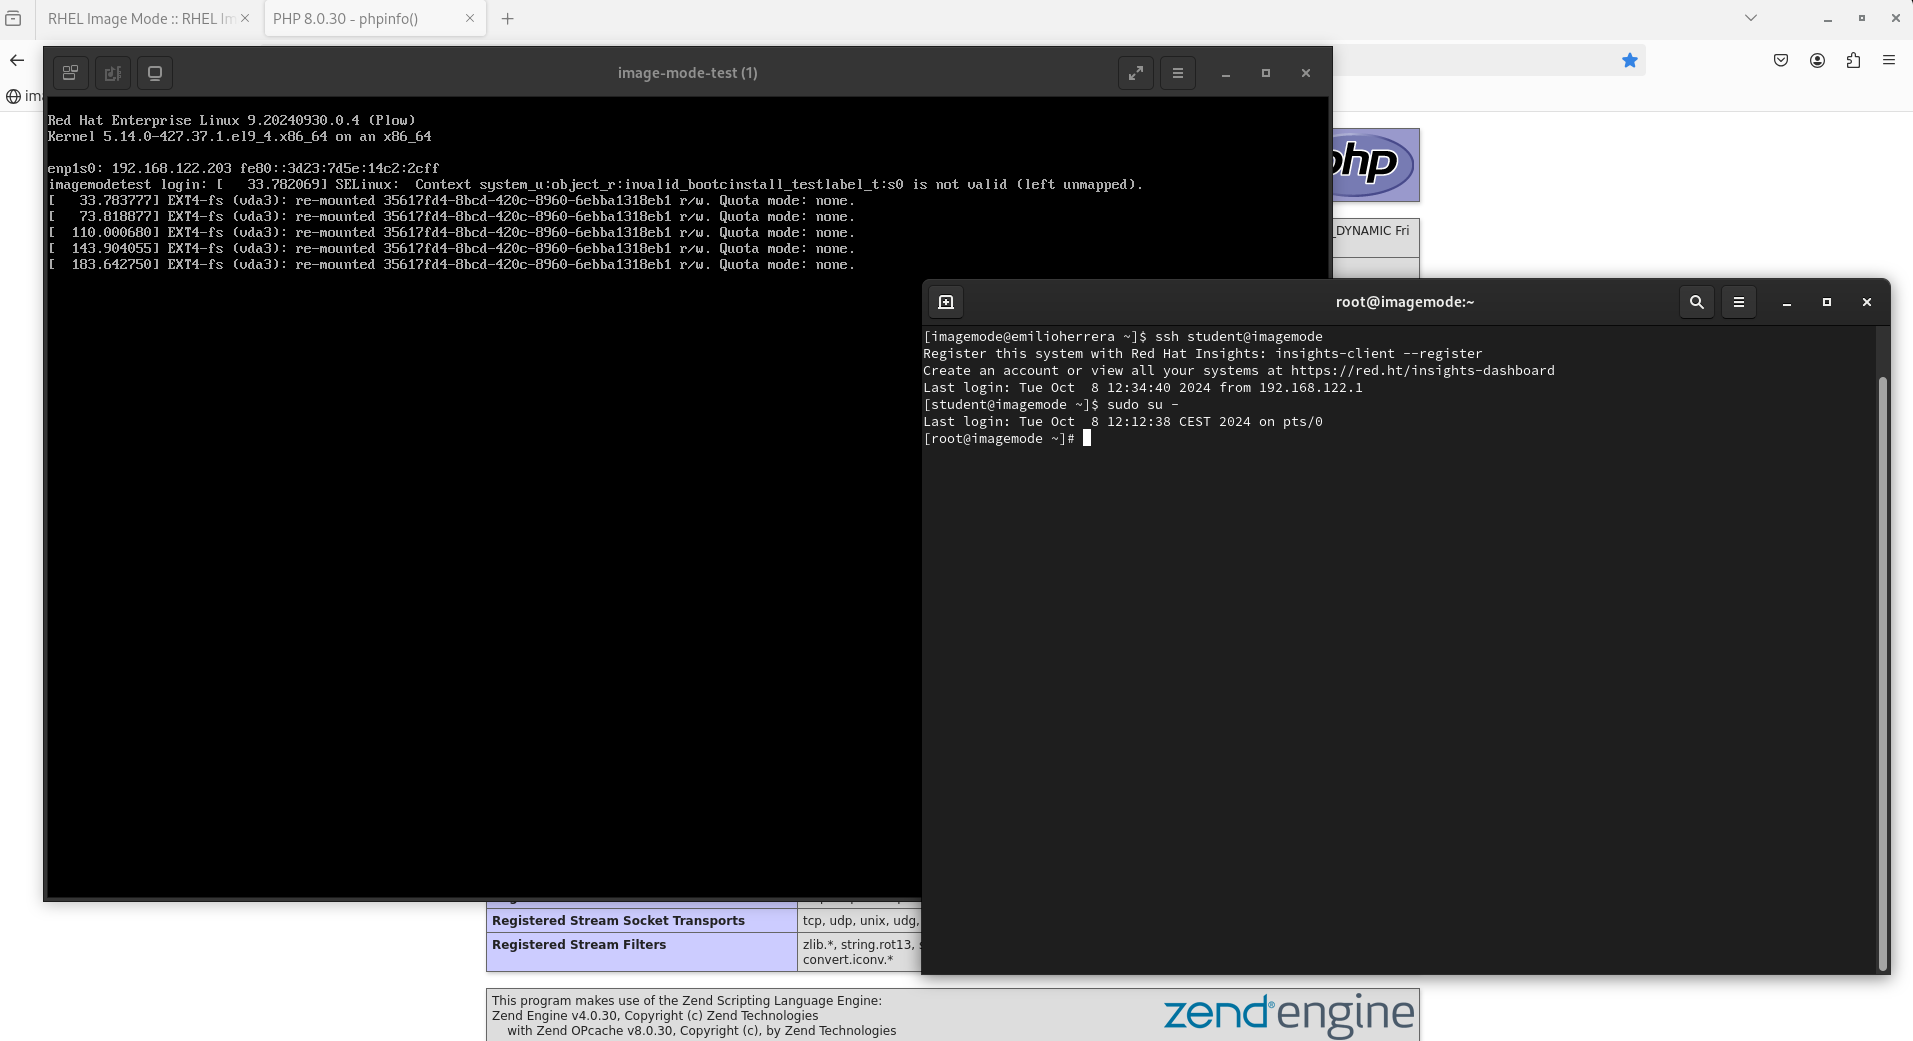 RHEL Image Mode :: RHEL Im
PHP 8.0.30 - phpinfo()
image-mode-test (1)
Red Hat Enterprise Linux 9.20240930.0.4 (Plow)
Kernel 5.14.0-427.37.1.el9_4.x86_64 on an x86_64
enp1s0: 192.168.122.203 fe80::3d23:7d5e:14c2:2cff
imagemodetest login: [   33.782069] SELinux:  Context system_u:object_r:invalid_bootcinstall_testlabel_t:s0 is not valid (left unmapped).
[   33.783777] EXT4-fs (vda3): re-mounted 35617fd4-8bcd-420c-8960-6ebba1318eb1 r/w. Quota mode: none.
[   73.818877] EXT4-fs (vda3): re-mounted 35617fd4-8bcd-420c-8960-6ebba1318eb1 r/w. Quota mode: none.
[  110.000680] EXT4-fs (vda3): re-mounted 35617fd4-8bcd-420c-8960-6ebba1318eb1 r/w. Quota mode: none.
[  143.904055] EXT4-fs (vda3): re-mounted 35617fd4-8bcd-420c-8960-6ebba1318eb1 r/w. Quota mode: none.
[  183.642750] EXT4-fs (vda3): re-mounted 35617fd4-8bcd-420c-8960-6ebba1318eb1 r/w. Quota mode: none.
php
_DYNAMIC Fri
root@imagemode:~
[imagemode@emilioherrera ~]$ ssh student@imagemode
Register this system with Red Hat Insights: insights-client --register
Create an account or view all your systems at https://red.ht/insights-dashboard
Last login: Tue Oct  8 12:34:40 2024 from 192.168.122.1
[student@imagemode ~]$ sudo su -
Last login: Tue Oct  8 12:12:38 CEST 2024 on pts/0
[root@imagemode ~]#
Registered Stream Socket Transports
tcp, udp, unix, udg,
Registered Stream Filters
zlib.*, string.rot13,
convert.iconv.*
This program makes use of the Zend Scripting Language Engine:
Zend Engine v4.0.30, Copyright (c) Zend Technologies
with Zend OPcache v8.0.30, Copyright (c), by Zend Technologies
zend® engine